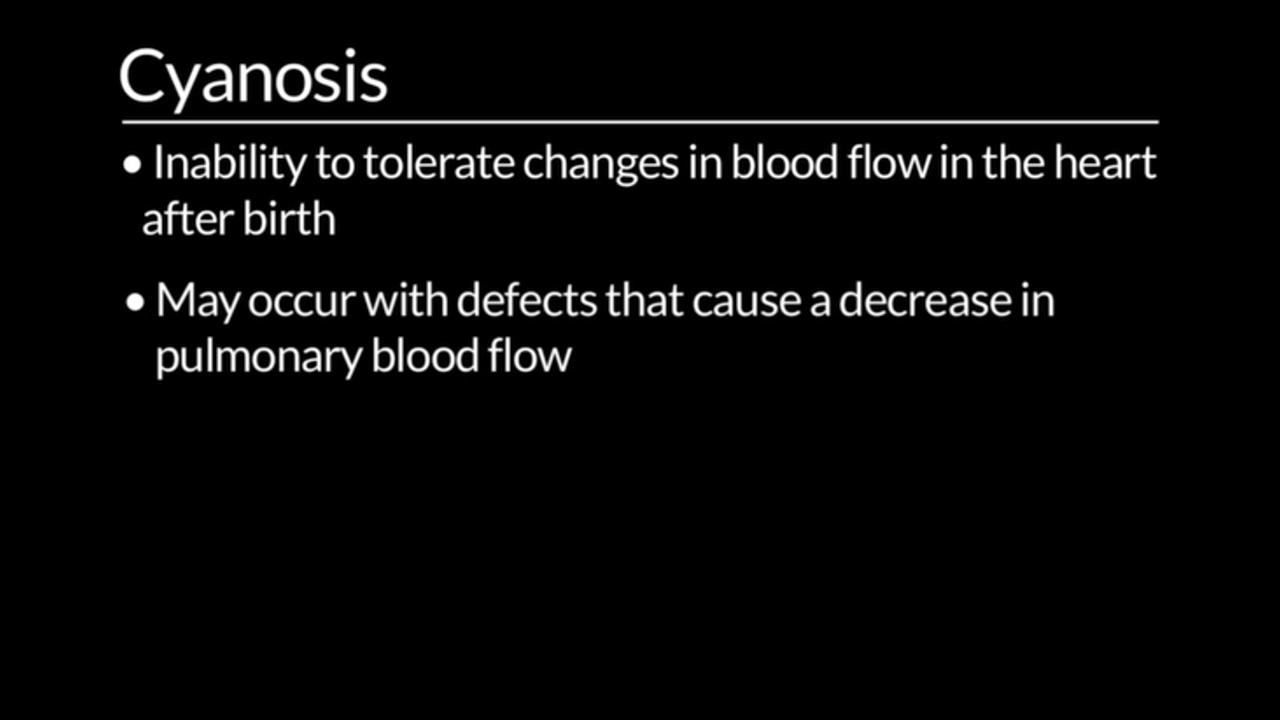 Cyanosis
• Inability to tolerate changes in blood flow in the heart
after birth
• May occur with defects that cause a decrease in
pulmonary blood flow